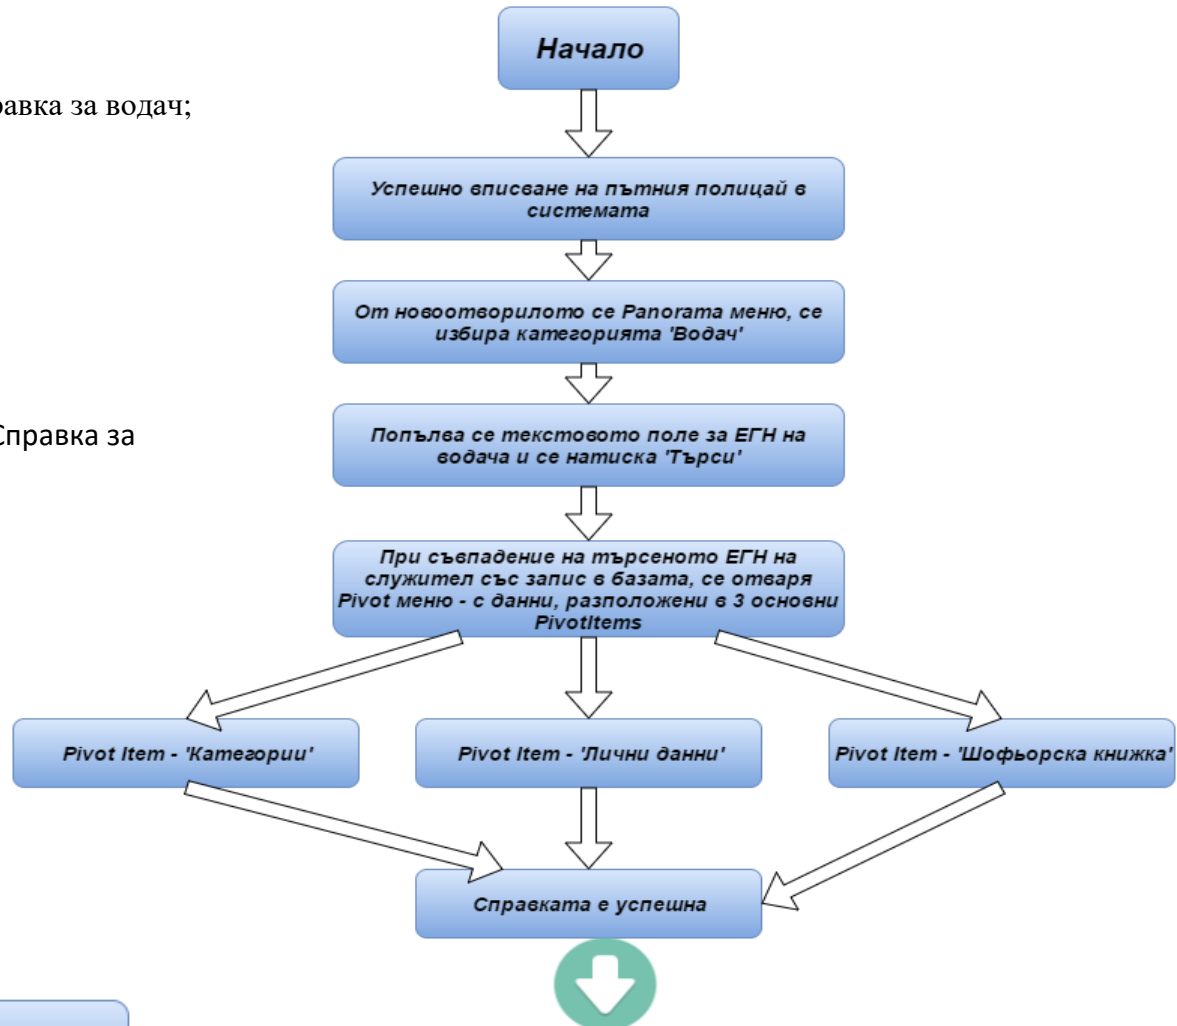 Начало
равка за водач;
Успешно вписване на пътния полицай в
системата
От новоотворилото се Panorama меню, се
избира категорията 'Водач'
Попълва се текстовото поле за ЕГН на
водача и се натиска 'Търси'
Справка за
При съвпадение на търсеното ЕГН на
служител със запис в базата, се отваря
Pivot меню - с данни, разположени в 3 основни
PivotItems
Pivot Item - 'Категории'
Pivot Item - 'Лични данни'
Pivot Item - 'Шофьорска книжка'
Справката е успешна